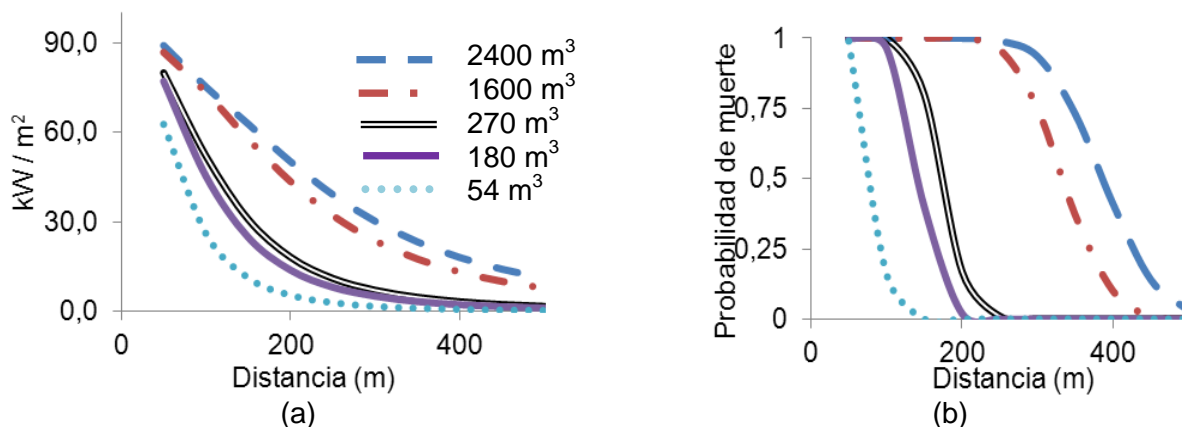 90,0
60,0
30,0
0,0
kW / m²
0
200
400
Distancia (m)
(a)
2400 m³
1600 m³
270 m³
180 m³
54 m³
1
0,75
0,5
0,25
0
Probabilidad de muerte
0
200
400
Distancia (m)
(b)